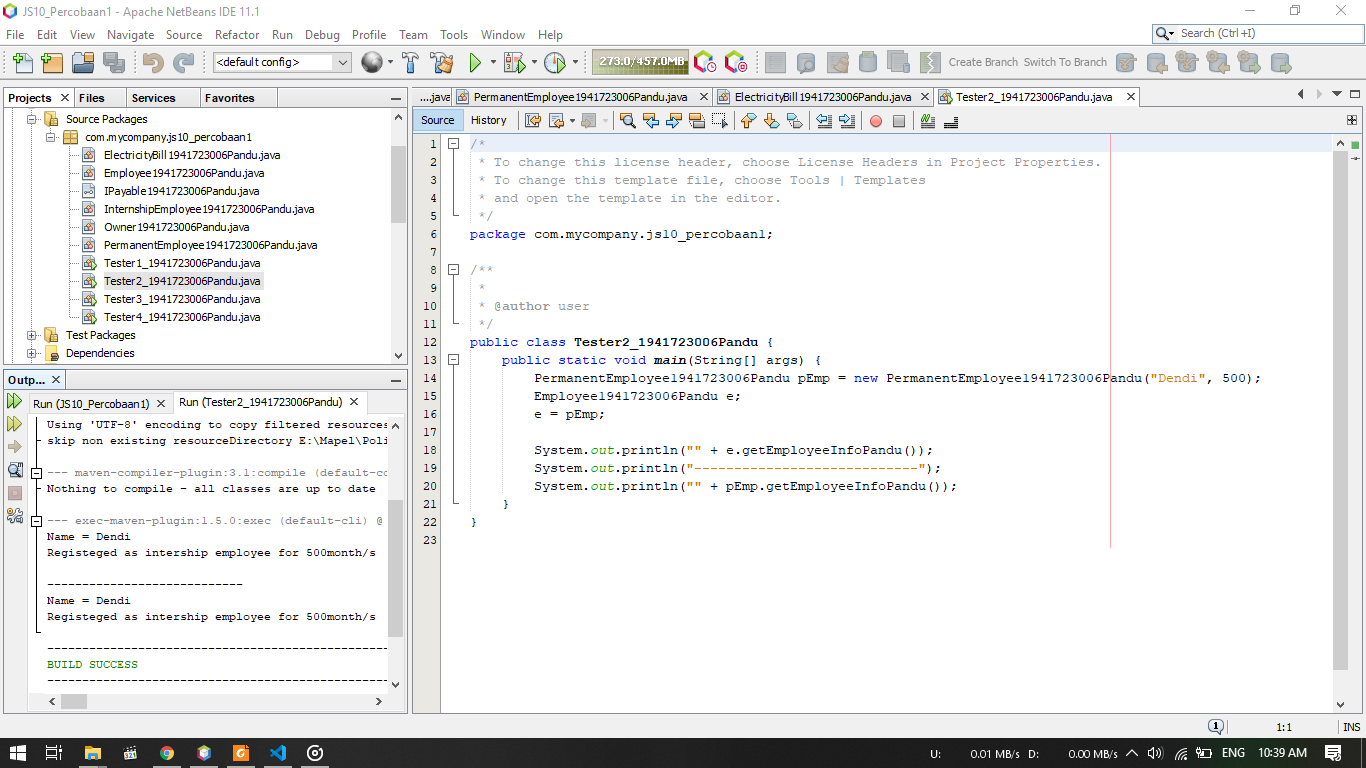 JS10_Percobaan1 - Apache NetBeans IDE 11.1
File Edit View Navigate Source Refactor Run Debug Profile Team Tools Window Help
Search (Ctrl+I)
<default config>
273.0/457.0MB
Create Branch Switch To Branch
Projects Files Services Favorites
Source Packages
com.mycompany.js10_percobaan1
ElectricityBill1941723006Pandu.java
Employee1941723006Pandu.java
IPayable1941723006Pandu.java
InternshipEmployee1941723006Pandu.java
Owner1941723006Pandu.java
PermanentEmployee1941723006Pandu.java
Tester1_1941723006Pandu.java
Tester2_1941723006Pandu.java
Tester3_1941723006Pandu.java
Tester4_1941723006Pandu.java
Test Packages
Dependencies
Outp...
Run (JS10_Percobaan1) Run (Tester2_1941723006Pandu)
Using 'UTF-8' encoding to copy filtered resources
skip non existing resourceDirectory E:\Mapel\Poli
--- maven-compiler-plugin:3.1:compile (default-co
Nothing to compile - all classes are up to date
--- exec-maven-plugin:1.5.0:exec (default-cli) @
Name = Dendi
Registeged as intership employee for 500month/s
----------------------------
Name = Dendi
Registeged as intership employee for 500month/s
-------------------------------------------------
BUILD SUCCESS
-------------------------------------------------
....java PermanentEmployee1941723006Pandu.java ElectricityBill1941723006Pandu.java Tester2_1941723006Pandu.java
Source History
1 /*
2 * To change this license header, choose License Headers in Project Properties.
3 * To change this template file, choose Tools | Templates
4 * and open the template in the editor.
5 */
6 package com.mycompany.js10_percobaan1;
7
8 /**
9 *
10 * @author user
11 */
12 public class Tester2_1941723006Pandu {
13 public static void main(String[] args) {
14 PermanentEmployee1941723006Pandu pEmp = new PermanentEmployee1941723006Pandu("Dendi", 500);
15 Employee1941723006Pandu e;
16 e = pEmp;
17
18 System.out.println("" + e.getEmployeeInfoPandu());
19 System.out.println("----------------------------");
20 System.out.println("" + pEmp.getEmployeeInfoPandu());
21 }
22 }
23
1 1:1 INS
U: 0.01 MB/s D: 0.00 MB/s ENG 10:39 AM